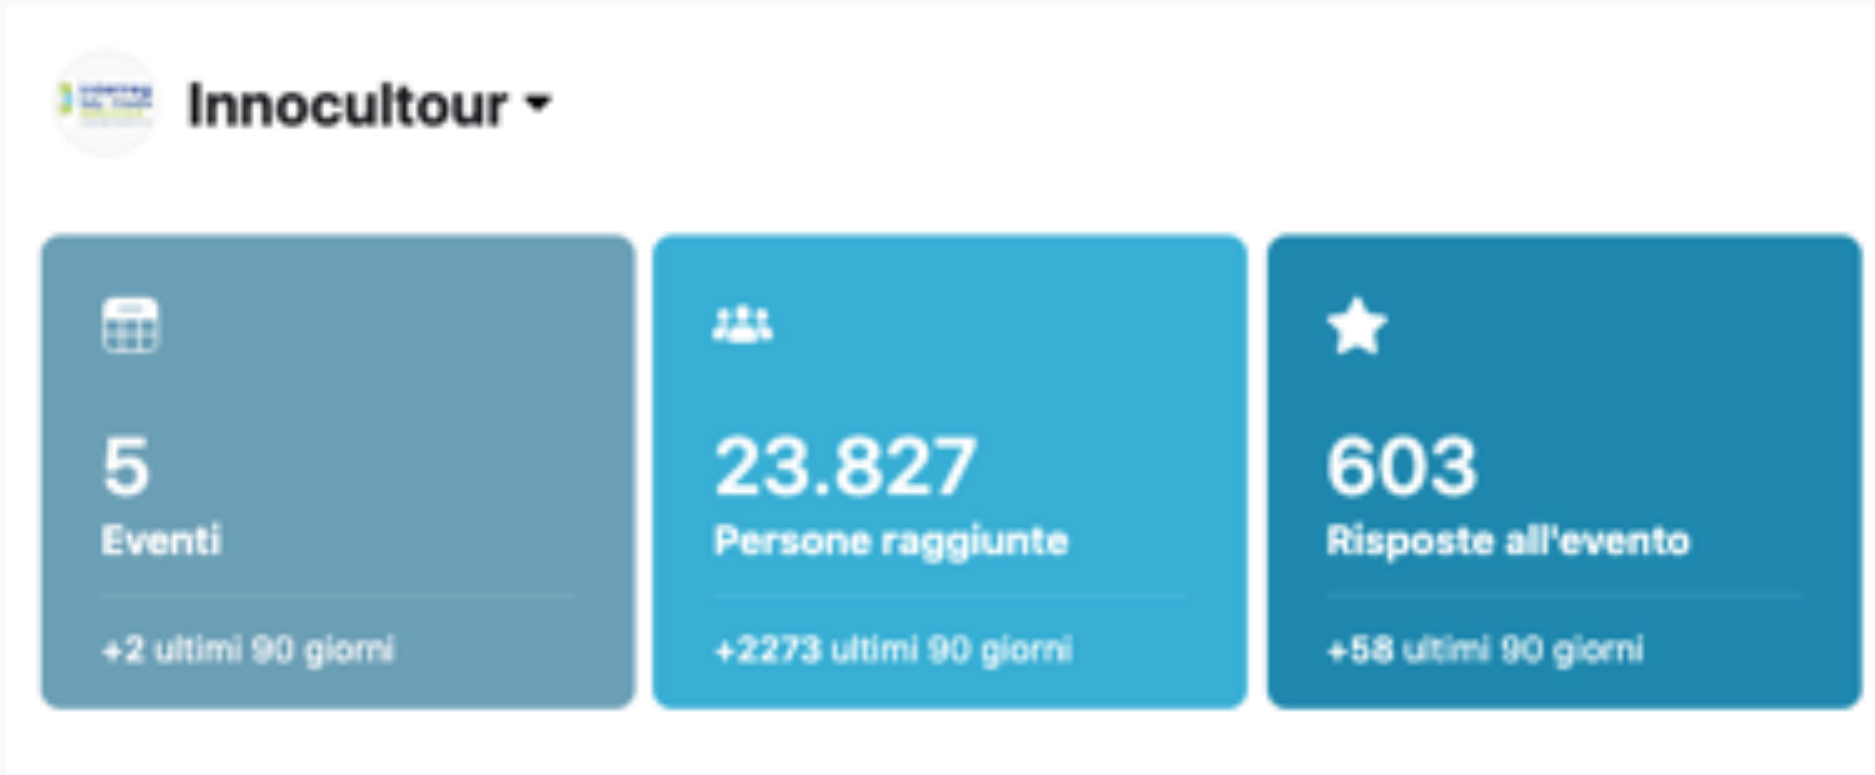 Innocultour
5
Eventi
+2 ultimi 90 giorni
23.827
Persone raggiunte
+2273 ultimi 90 giorni
603
Risposte all'evento
+58 ultimi 90 giorni